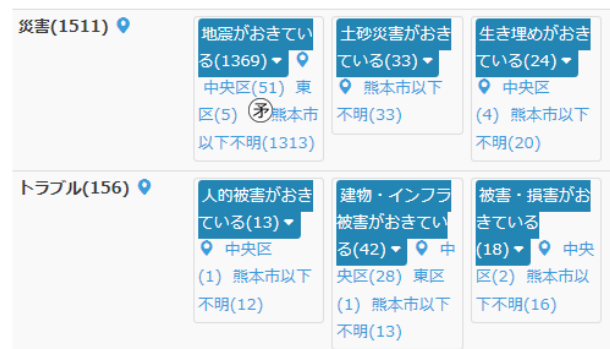 災害(1511)
地震がおきてい
る(1369)
中央区(51) 東
区(5) 矛熊本市
以下不明(1313)
土砂災害がおき
ている(33)
熊本市以下
不明(33)
生き埋めがおき
ている(24)
中央区
(4) 熊本市以下
不明(20)
トラブル(156)
人的被害がおき
ている(13)
中央区
(1) 熊本市以下
不明(12)
建物・インフラ
被害がおきてい
る(42) 中
央区(28) 東区
(1) 熊本市以下
不明(13)
被害・損害がお
きている
(18) 中央
区(2) 熊本市以
下不明(16)